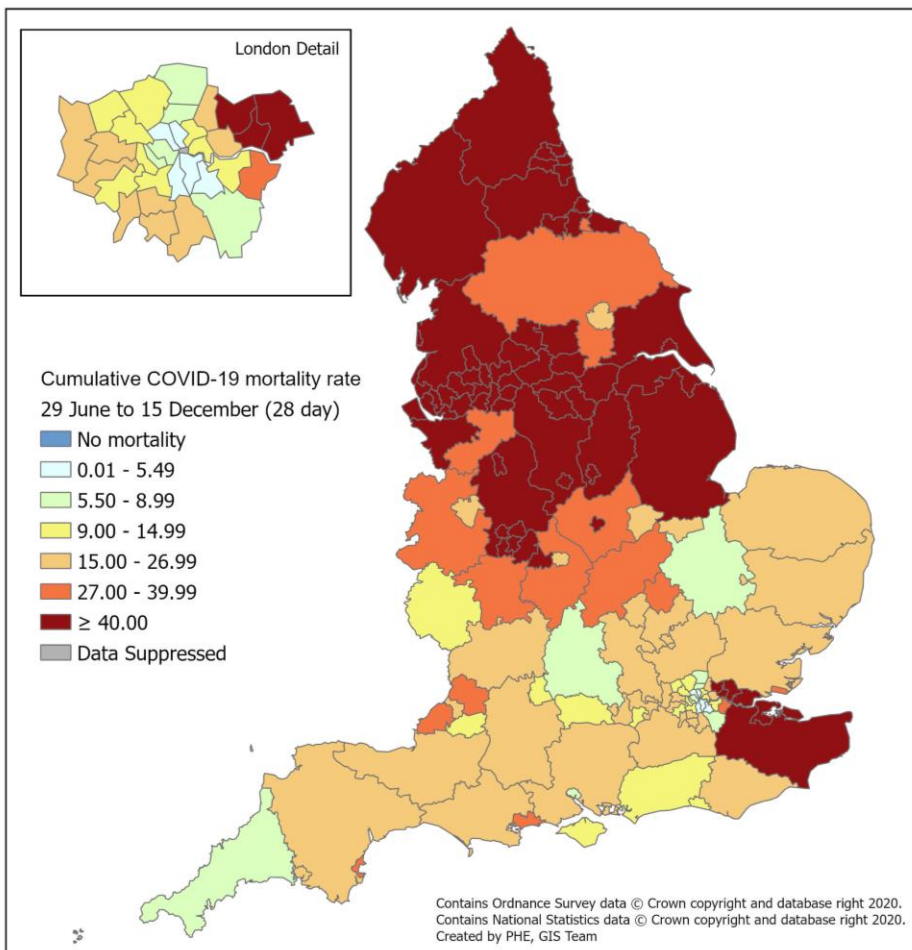 London Detail
Cumulative COVID-19 mortality rate
29 June to 15 December (28 day)
No mortality
0.01 - 5.49
5.50 - 8.99
9.00 - 14.99
15.00 - 26.99
27.00 - 39.99
≥ 40.00
Data Suppressed
Contains Ordnance Survey data © Crown copyright and database right 2020.
Contains National Statistics data © Crown copyright and database right 2020.
Created by PHE, GIS Team